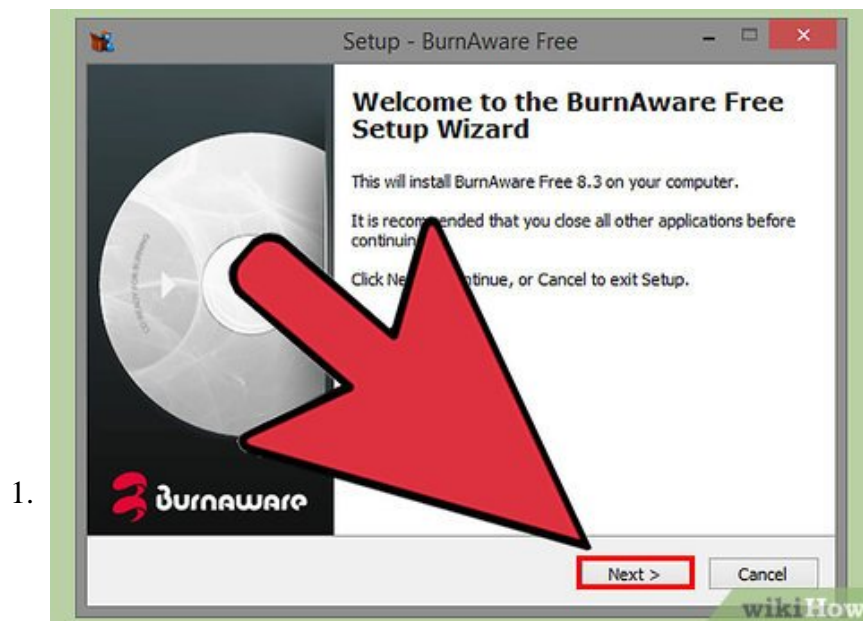 Setup - BurnAware Free
Welcome to the BurnAware Free
Setup Wizard
This will install BurnAware Free 8.3 on your computer.
It is recommended that you close all other applications before
continuin
Click Ne ntinue, or Cancel to exit Setup.
1.
Burnaware
Next >
Cancel
wikiHow